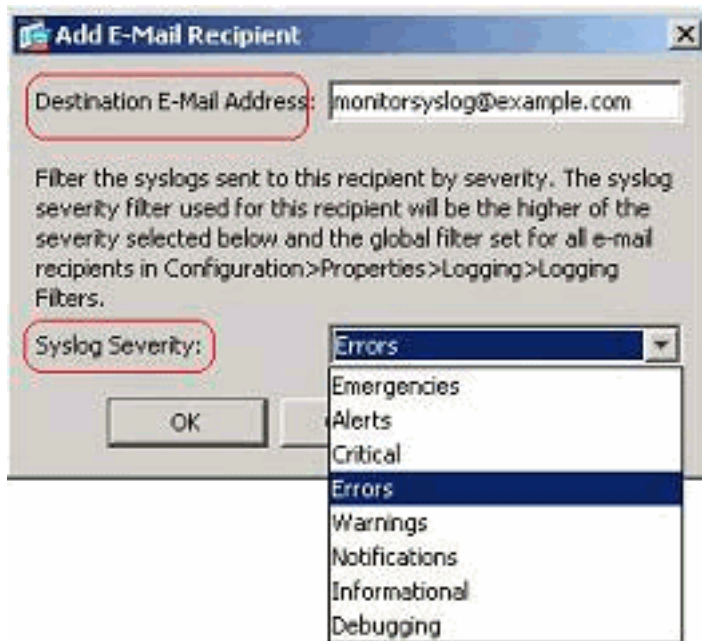 Add E-Mail Recipient
Destination E-Mail Address: monitorsyslog@example.com
Filter the syslogs sent to this recipient by severity. The syslog
severity filter used for this recipient will be the higher of the
severity selected below and the global filter set for all e-mail
recipients in Configuration>Properties>Logging>Logging
Filters.
Syslog Severity: Errors
Emergencies
OK
Alerts
Critical
Errors
Warnings
Notifications
Informational
Debugging